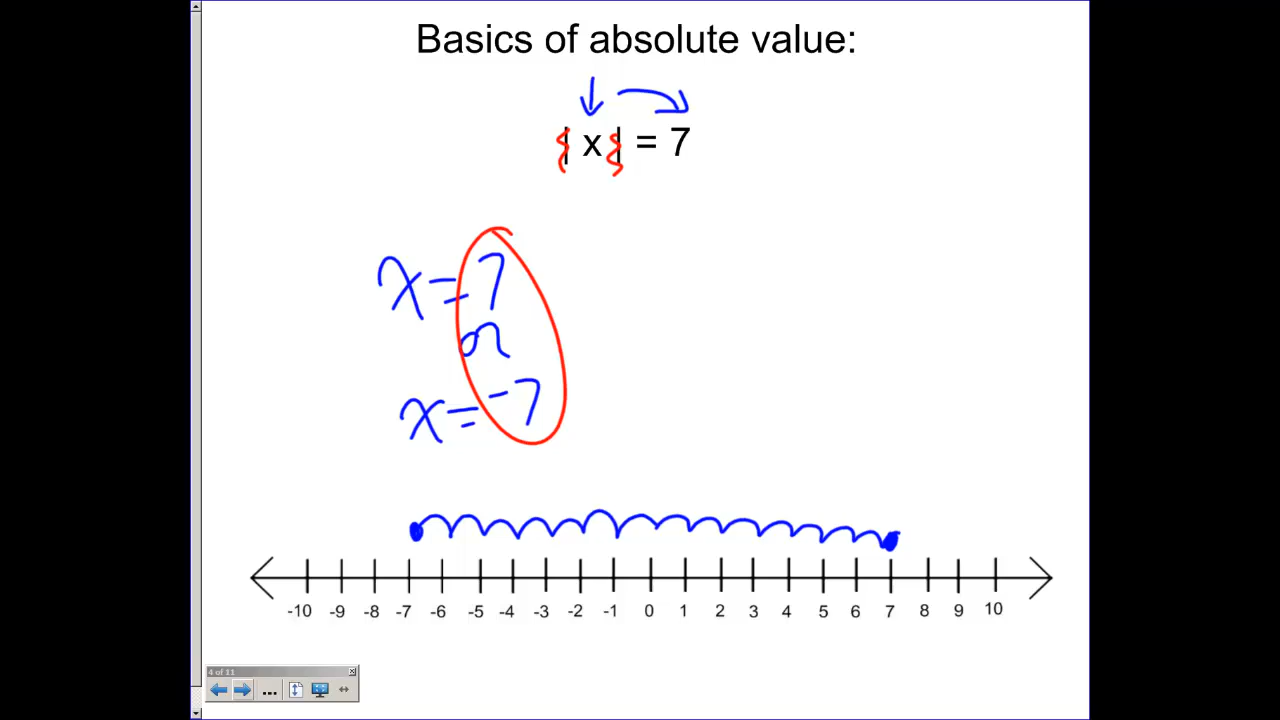 Basics of absolute value:
| x | = 7
x = 7
or
x = -7
-10 -9 -8 -7 -6 -5 -4 -3 -2 -1 0 1 2 3 4 5 6 7 8 9 10
4 of 11